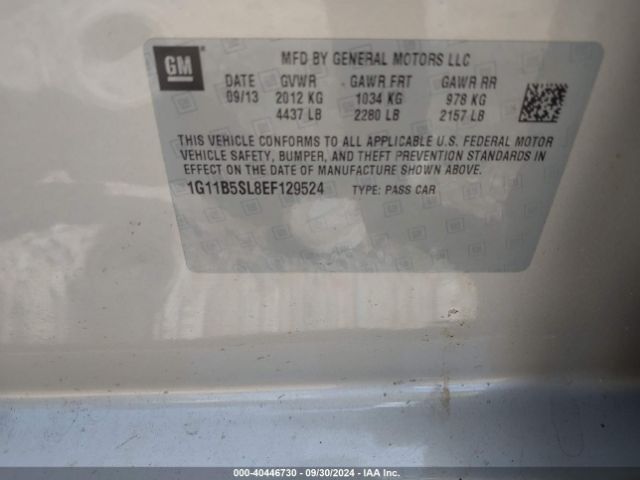 GM
MFD BY GENERAL MOTORS LLC
DATE GVWR GAWR FRT GAWR RR
09/13 2012 KG 1034 KG 978 KG
4437 LB 2280 LB 2157 LB
THIS VEHICLE CONFORMS TO ALL APPLICABLE U.S. FEDERAL MOTOR
VEHICLE SAFETY, BUMPER, AND THEFT PREVENTION STANDARDS IN
EFFECT ON THE DATE OF MANUFACTURE SHOWN ABOVE.
1G11B5SL8EF129524 TYPE: PASS CAR
000-40446730 - 09/30/2024 - IAA Inc.